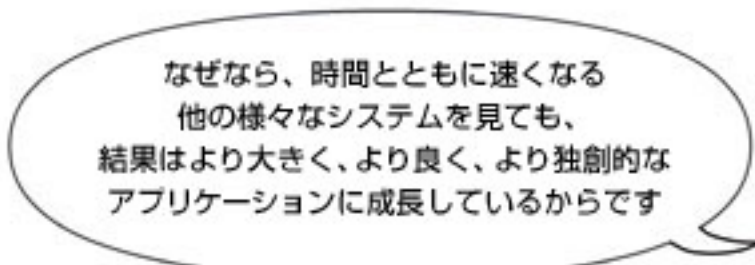 なぜなら、時間とともに速くなる
他の様々なシステムを見ても、
結果はより大きく、より良く、より独創的な
アプリケーションに成長しているからです